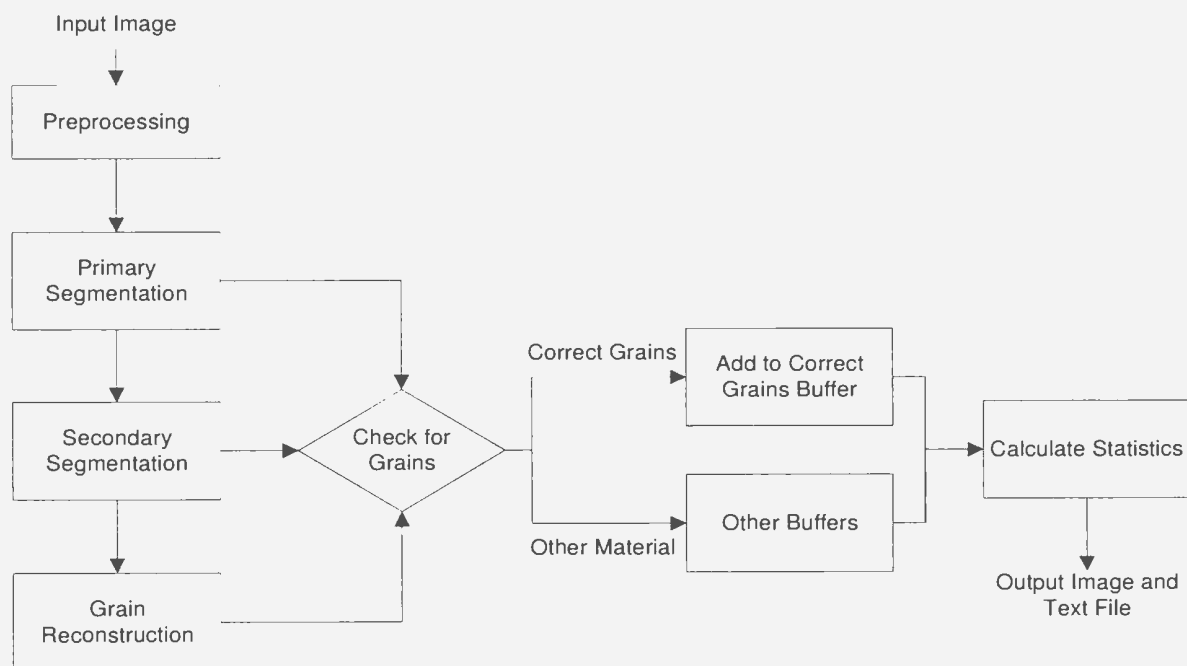 Input Image
Preprocessing
Primary
Segmentation
Secondary
Segmentation
Grain
Reconstruction
Check for
Grains
Correct Grains
Other Material
Add to Correct
Grains Buffer
Other Buffers
Calculate Statistics
Output Image and
Text File